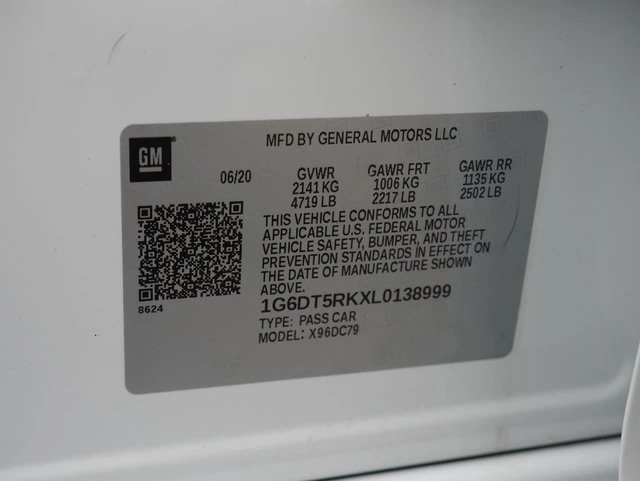 GM
MFD BY GENERAL MOTORS LLC
06/20 GVWR GAWR FRT GAWR RR
2141 KG 1006 KG 1135 KG
4719 LB 2217 LB 2502 LB
THIS VEHICLE CONFORMS TO ALL
APPLICABLE U.S. FEDERAL MOTOR
VEHICLE SAFETY, BUMPER, AND THEFT
PREVENTION STANDARDS IN EFFECT ON
THE DATE OF MANUFACTURE SHOWN
ABOVE.
8624
1G6DT5RKXL0138999
TYPE: PASS CAR
MODEL: X96DC79